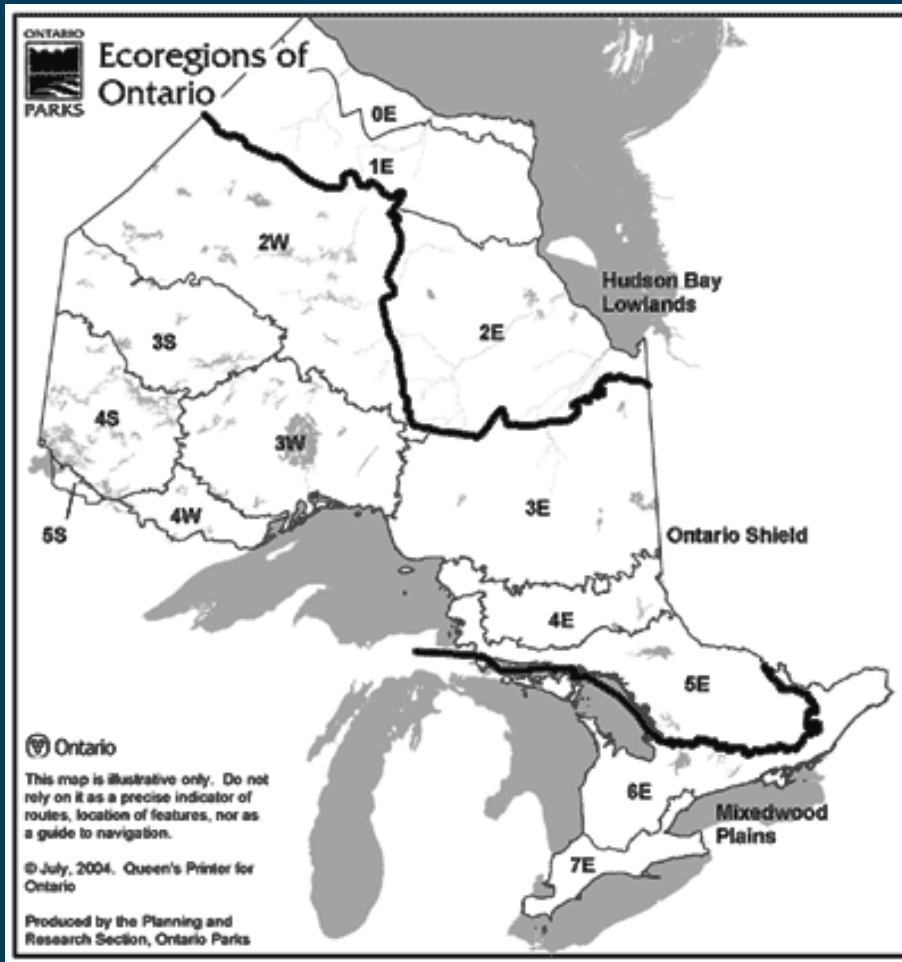 ONTARIO
PARKS
Ecoregions of
Ontario
0E
1E
2W
Hudson Bay
Lowlands
2E
3S
4S
3W
3E
4W
5S
Ontario Shield
4E
5E
Ontario
This map is illustrative only. Do not
rely on it as a precise indicator of
routes, location of features, nor as
a guide to navigation.
6E
Mixedwood
Plains
7E
© July, 2004. Queen's Printer for
Ontario
Produced by the Planning and
Research Section, Ontario Parks